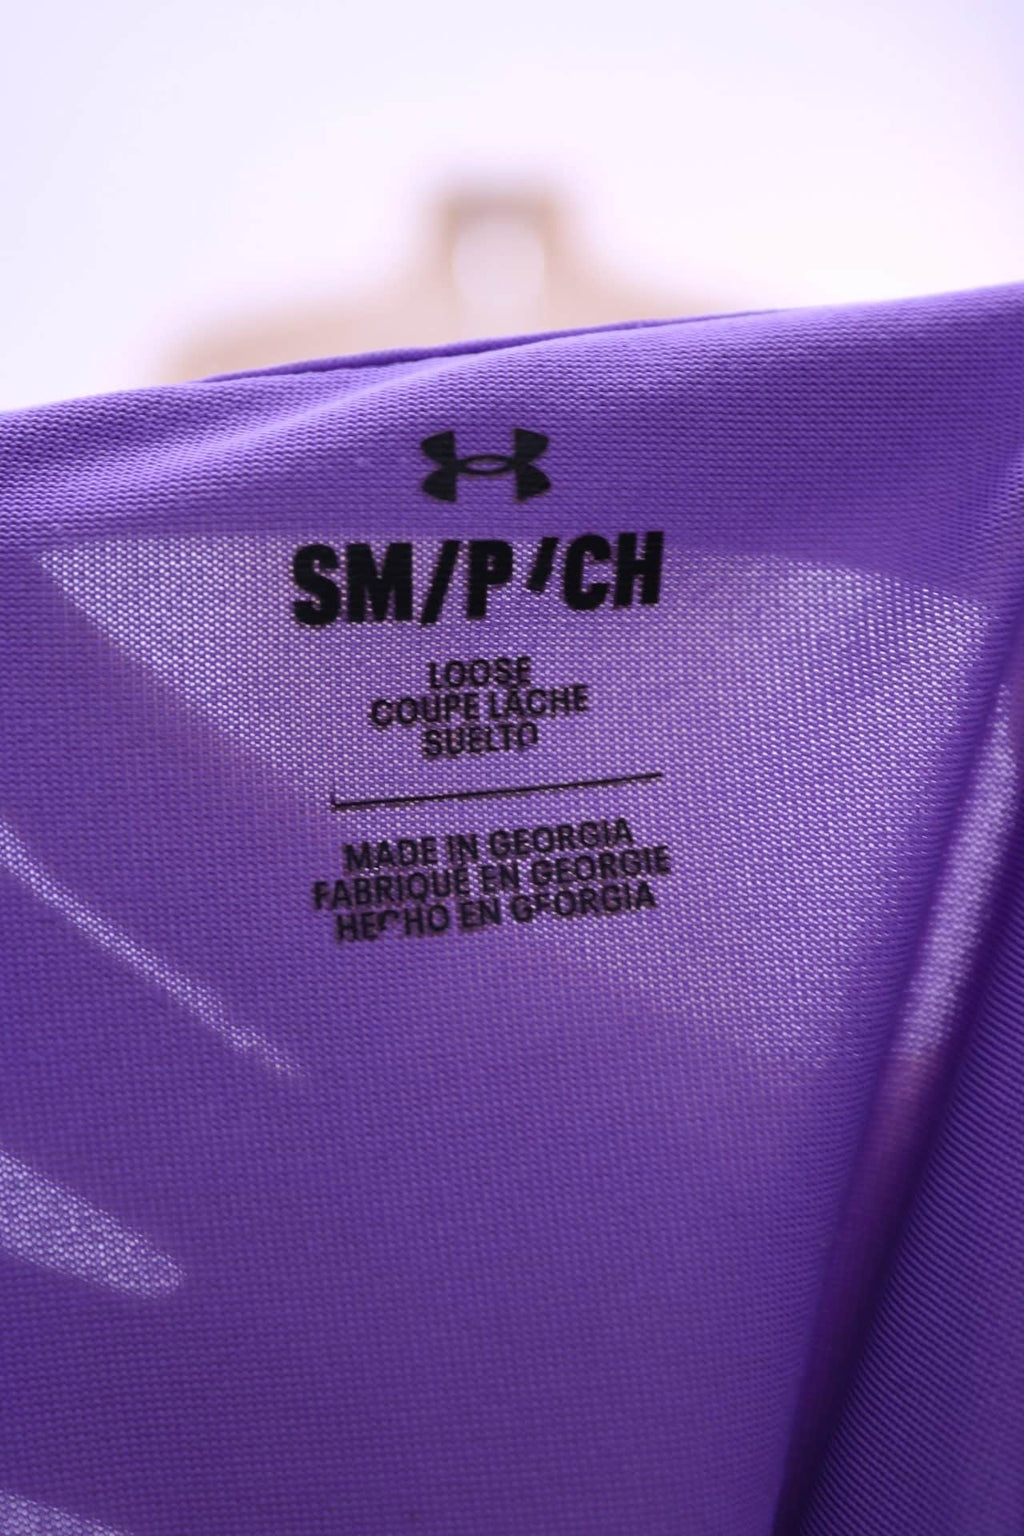 SM/P/CH
LOOSE
COUPE LÂCHE
SUELTO
MADE IN GEORGIA
FABRIQUÉ EN GEORGIE
HECHO EN GEORGIA